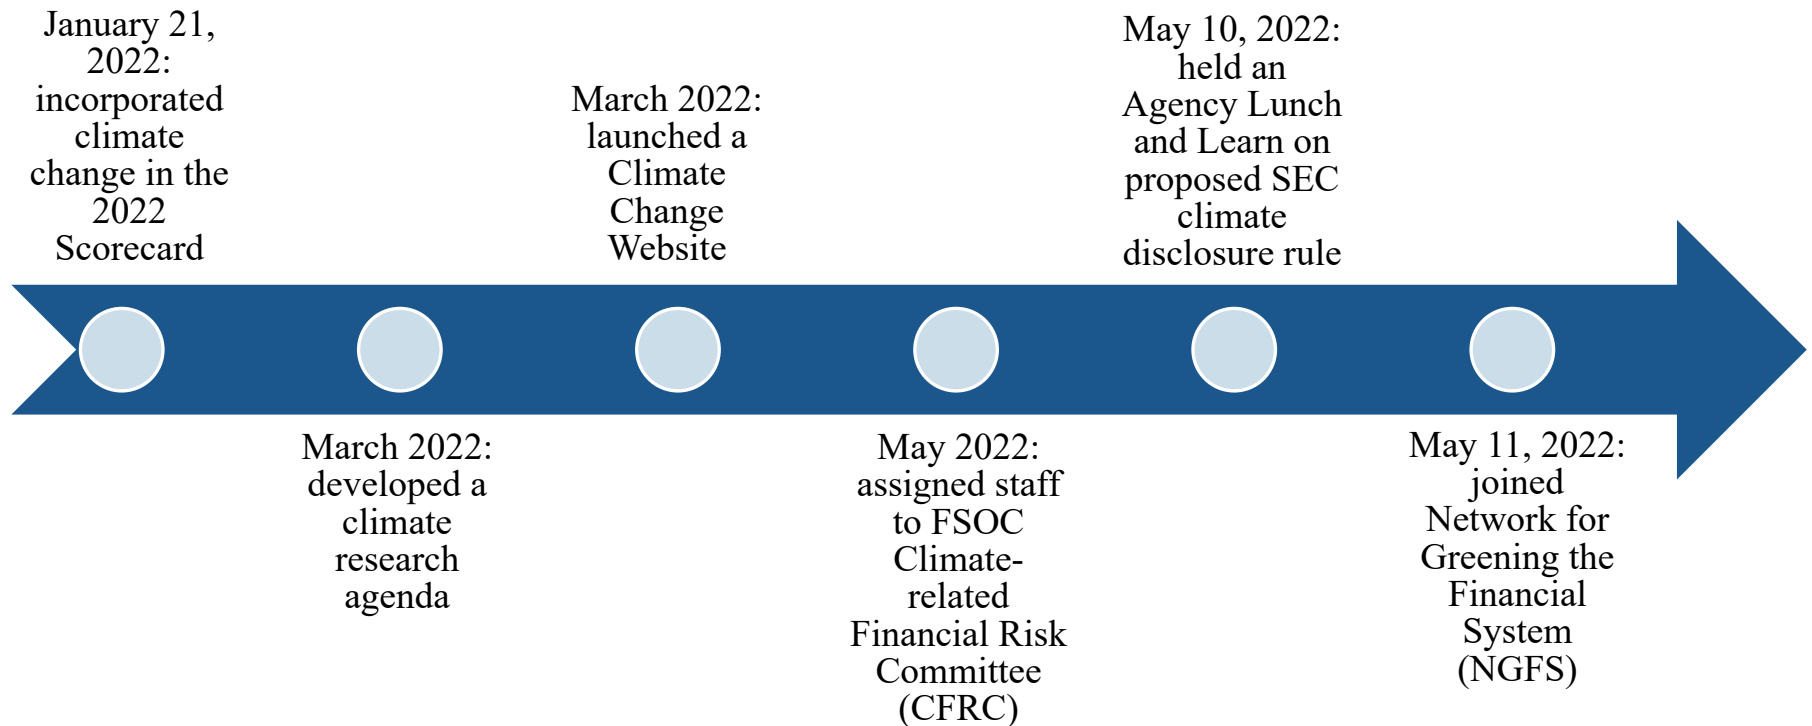 January 21,
2022:
incorporated
climate
change in the
2022
Scorecard
March 2022:
developed a
climate
research
agenda
March 2022:
launched a
Climate
Change
Website
May 2022:
assigned staff
to FSOC
Climate-
related
Financial Risk
Committee
(CFRC)
May 10, 2022:
held an
Agency Lunch
and Learn on
proposed SEC
climate
disclosure rule
May 11, 2022:
joined
Network for
Greening the
Financial
System
(NGFS)